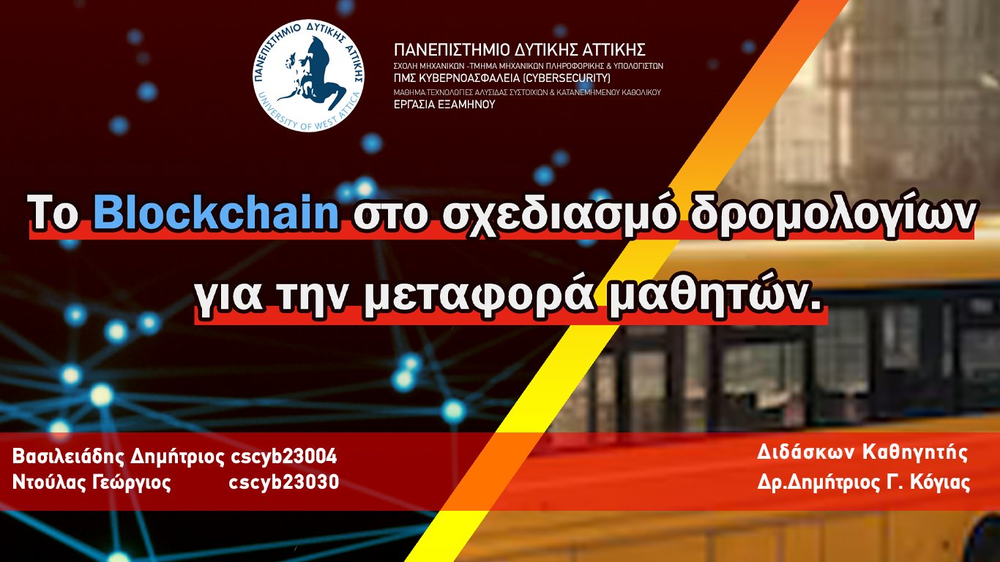 ΠΑΝΕΠΙΣΤΗΜΙΟ ΔΥΤΙΚΗΣ ΑΤΤΙΚΗΣ
UNIVERSITY OF WEST ATTICA
ΠΑΝΕΠΙΣΤΗΜΙΟ ΔΥΤΙΚΗΣ ΑΤΤΙΚΗΣ
ΣΧΟΛΗ ΜΗΧΑΝΙΚΩΝ -ΤΜΗΜΑ ΜΗΧΑΝΙΚΩΝ ΠΛΗΡΟΦΟΡΙΚΗΣ & ΥΠΟΛΟΓΙΣΤΩΝ
ΠΜΣ ΚΥΒΕΡΝΟΑΣΦΑΛΕΙΑ (CYBERSECURITY)
ΜΑΘΗΜΑ ΤΕΧΝΟΛΟΓΙΕΣ ΑΛΥΣΙΔΑΣ ΣΥΣΤΟΙΧΙΩΝ & ΚΑΤΑΝΕΜΗΜΕΝΟΥ ΚΑΘΟΛΙΚΟΥ
ΕΡΓΑΣΙΑ ΕΞΑΜΗΝΟΥ
Το Blockchain στο σχεδιασμό δρομολογίων
για την μεταφορά μαθητών.
Βασιλειάδης Δημήτριος cscyb23004
Ντούλας Γεώργιος cscyb23030
Διδάσκων Καθηγητής
Δρ.Δημήτριος Γ. Κόγιας